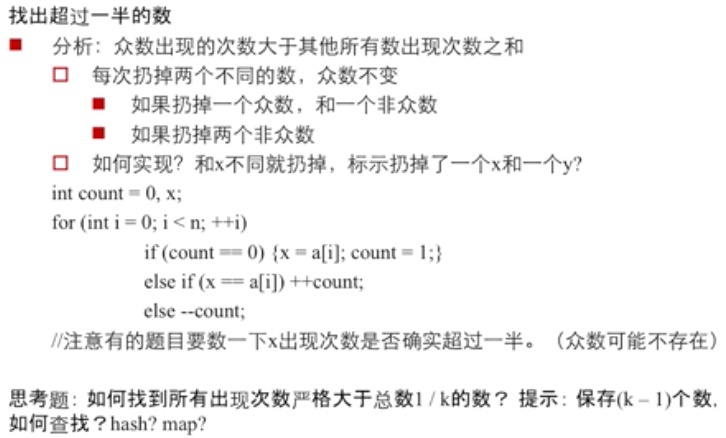 找出超过一半的数
分析：众数出现的次数大于其他所有数出现次数之和
每次扔掉两个不同的数，众数不变
如果扔掉一个众数，和一个非众数
如果扔掉两个非众数
如何实现？和x不同就扔掉，标示扔掉了一个x和一个y?
int count = 0, x;
for (int i = 0; i < n; ++i)
if (count == 0) {x = a[i]; count = 1;}
else if (x == a[i]) ++count;
else --count;
//注意有的题目要数一下x出现次数是否确实超过一半。（众数可能不存在）
思考题：如何找到所有出现次数严格大于总数1 / k的数？ 提示：保存(k – 1)个数,
如何查找？hash? map?